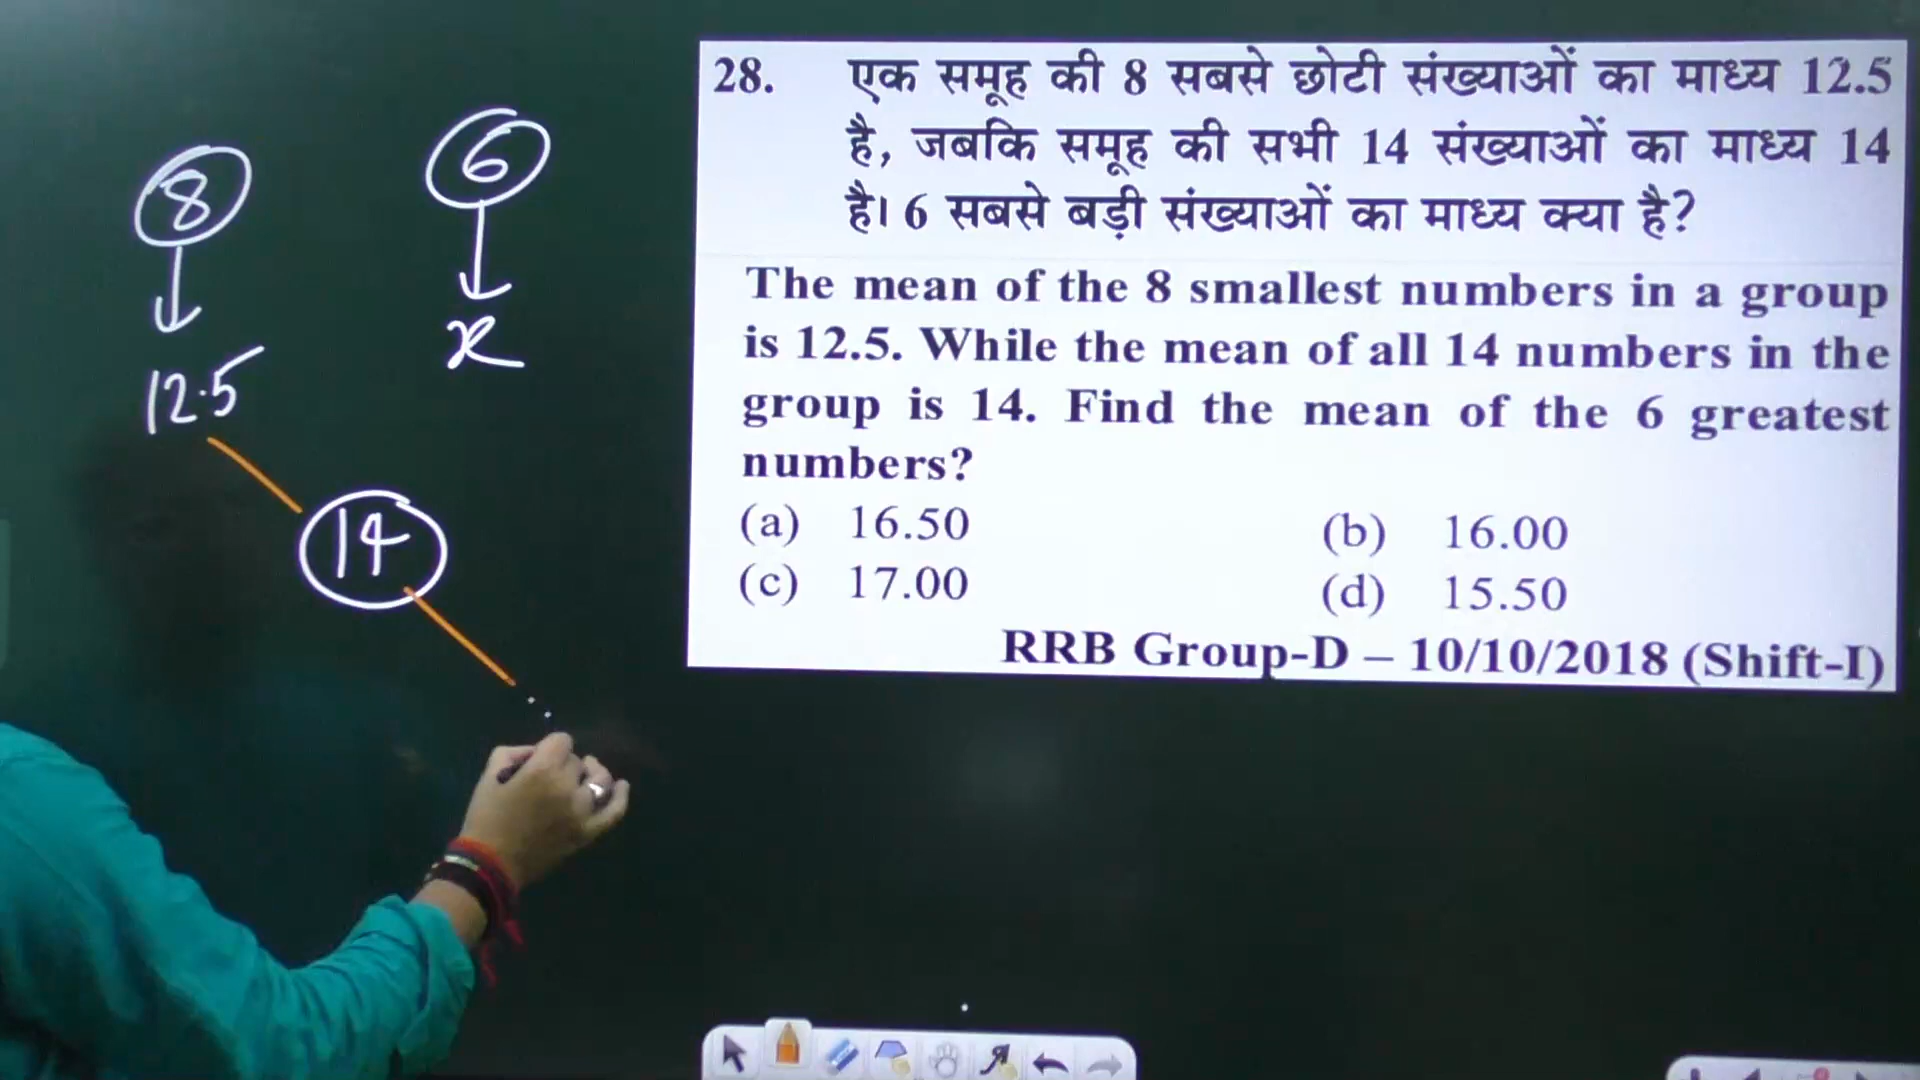 8
6
x
12.5
14
28. एक समूह की 8 सबसे छोटी संख्याओं का माध्य 12.5
है, जबकि समूह की सभी 14 संख्याओं का माध्य 14
है। 6 सबसे बड़ी संख्याओं का माध्य क्या है?
The mean of the 8 smallest numbers in a group
is 12.5. While the mean of all 14 numbers in the
group is 14. Find the mean of the 6 greatest
numbers?
(a) 16.50 (b) 16.00
(c) 17.00 (d) 15.50
RRB Group-D – 10/10/2018 (Shift-I)